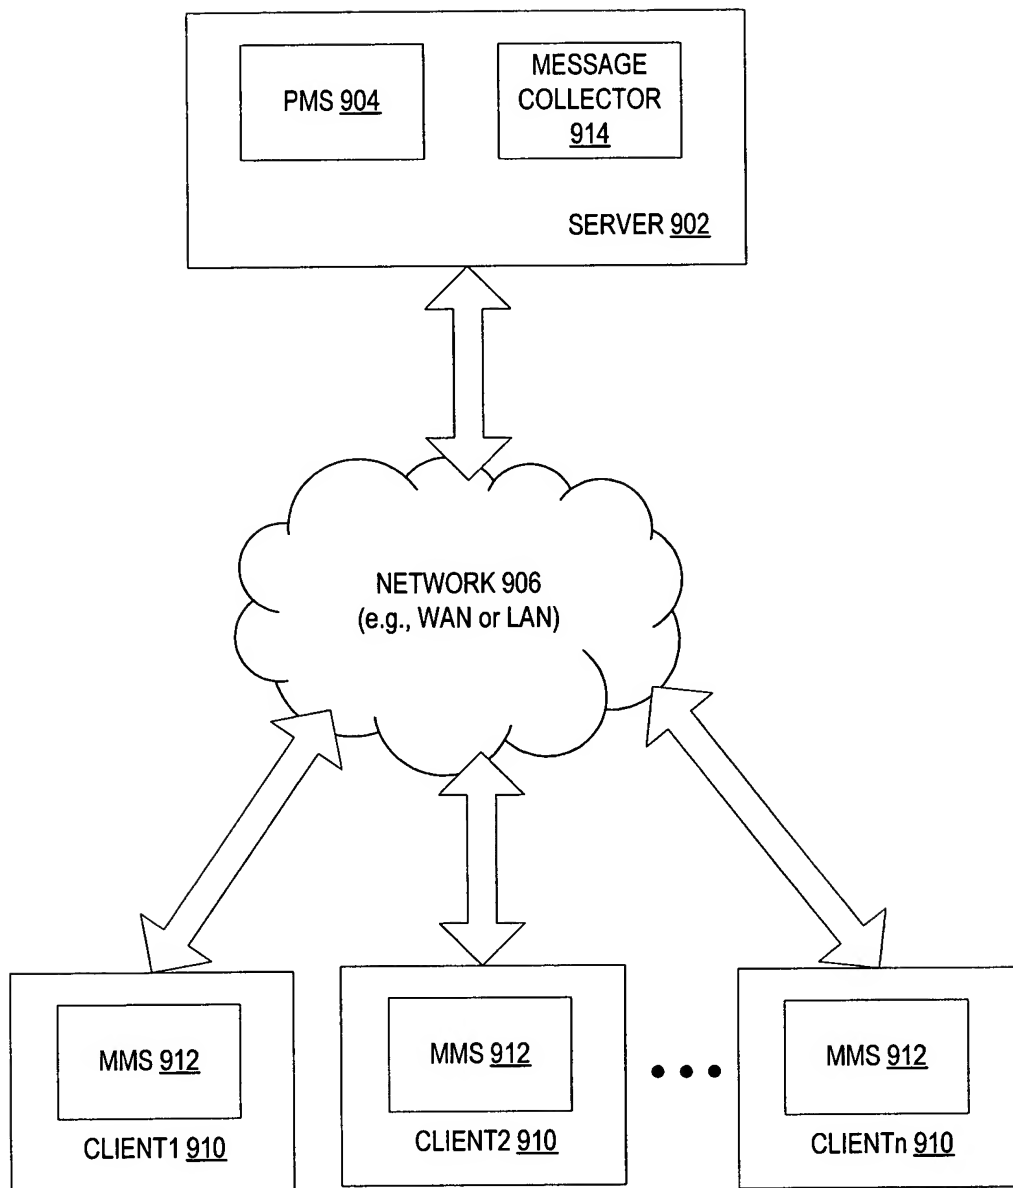 PMS 904
MESSAGE
COLLECTOR
914
SERVER 902
NETWORK 906
(e.g., WAN or LAN)
MMS 912
MMS 912
MMS 912
CLIENT1 910
CLIENT2 910
CLIENTn 910